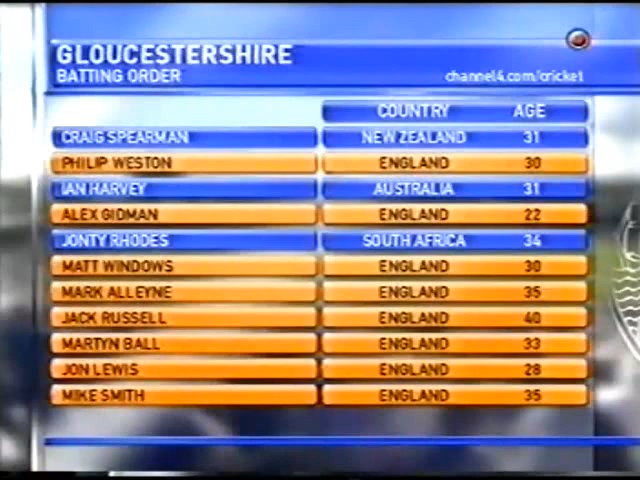 GLOUCESTERSHIRE
BATTING ORDER channel4.com/cricket
COUNTRY AGE
CRAIG SPEARMAN NEW ZEALAND 31
PHILIP WESTON ENGLAND 30
IAN HARVEY AUSTRALIA 31
ALEX GIDMAN ENGLAND 22
JONTY RHODES SOUTH AFRICA 34
MATT WINDOWS ENGLAND 30
MARK ALLEYNE ENGLAND 35
JACK RUSSELL ENGLAND 40
MARTYN BALL ENGLAND 33
JON LEWIS ENGLAND 28
MIKE SMITH ENGLAND 35